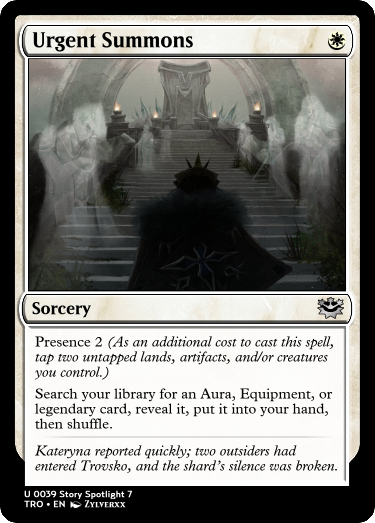 Urgent Summons
Sorcery
Presence 2 (As an additional cost to cast this spell,
tap two untapped lands, artifacts, and/or creatures
you control.)
Search your library for an Aura, Equipment, or
legendary card, reveal it, put it into your hand,
then shuffle.
Kateryna reported quickly; two outsiders had
entered Trovsko, and the shard's silence was broken.
U 0039 Story Spotlight 7
TRO • EN Zylverxx